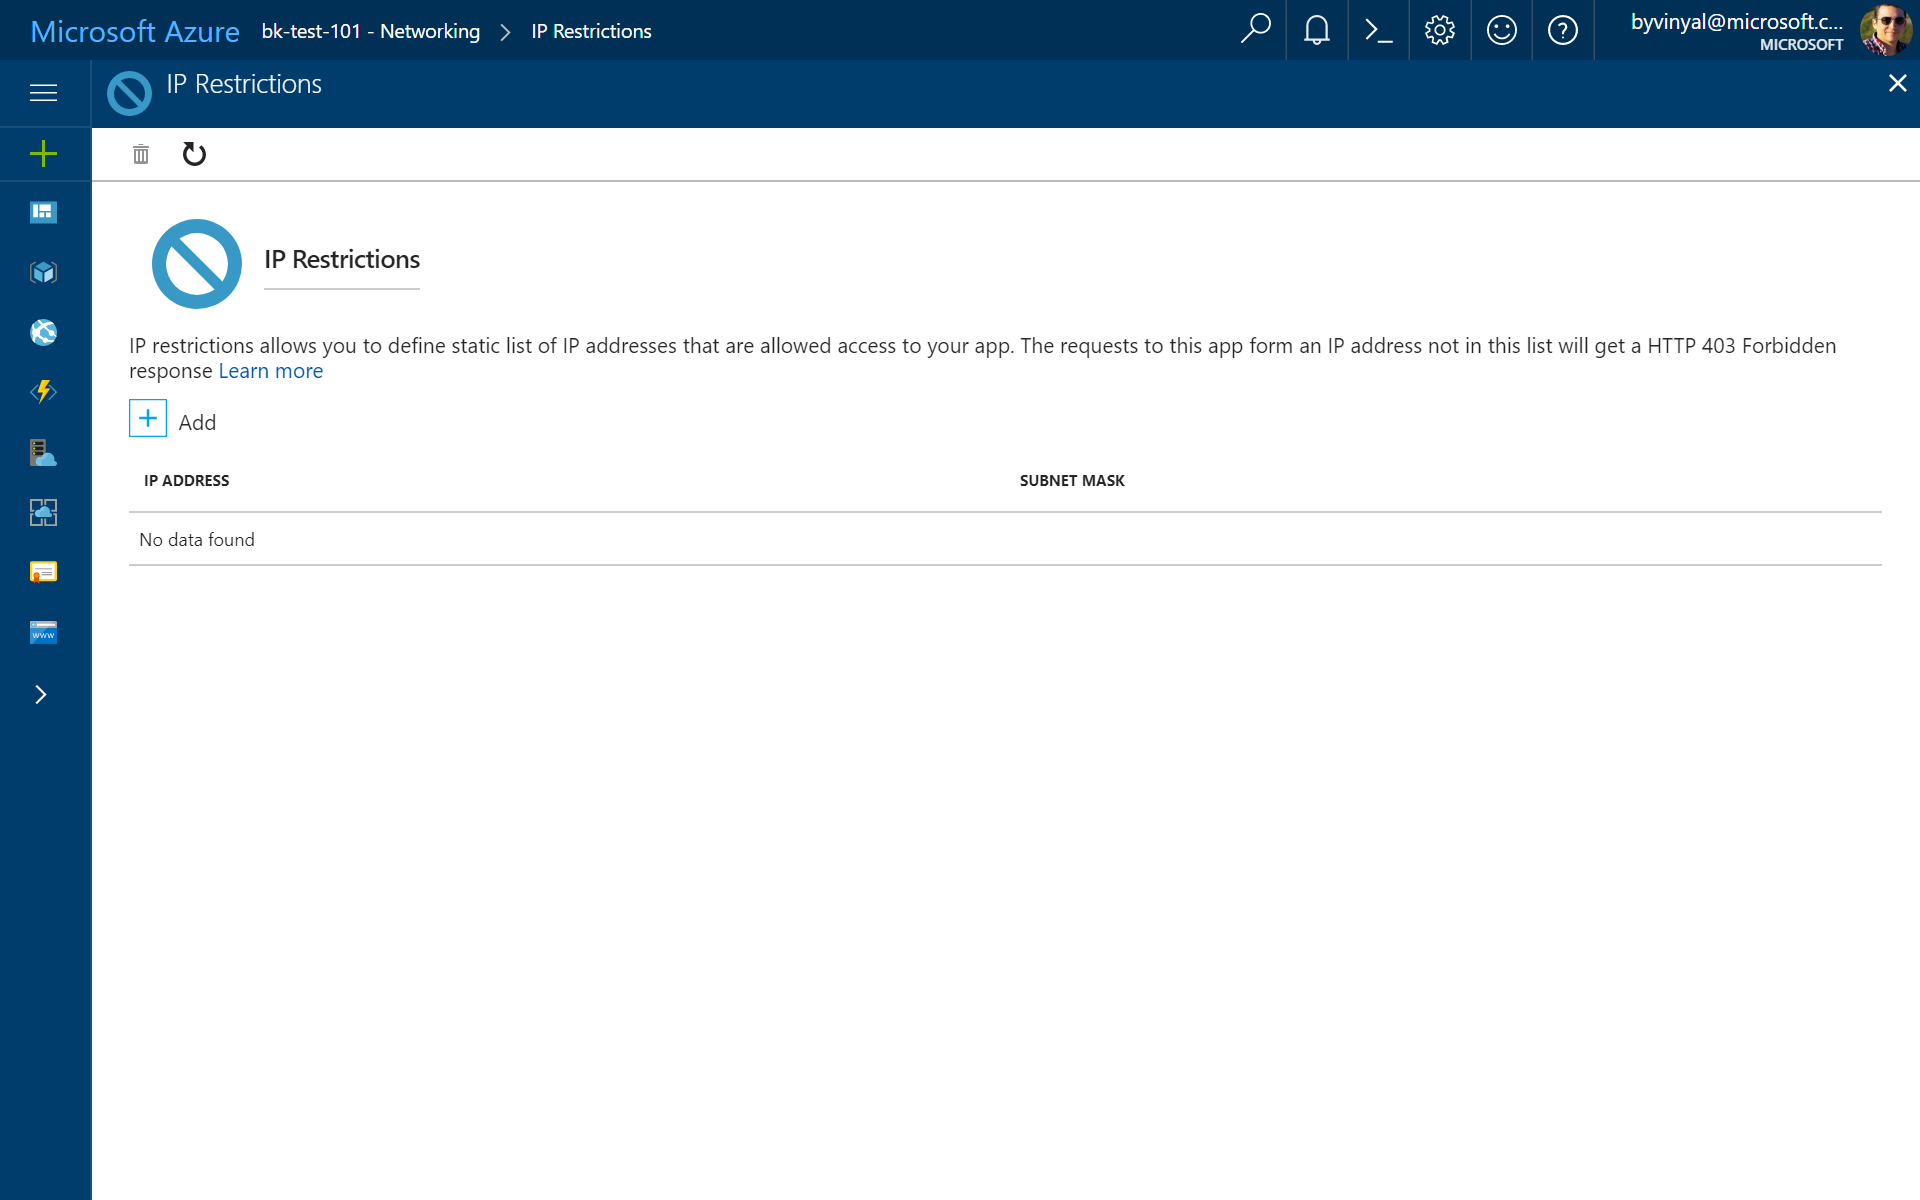 Microsoft Azure bk-test-101 - Networking IP Restrictions byvinyal@microsoft.c...
MICROSOFT
IP Restrictions
IP Restrictions
IP restrictions allows you to define static list of IP addresses that are allowed access to your app. The requests to this app form an IP address not in this list will get a HTTP 403 Forbidden
response Learn more
Add
IP ADDRESS SUBNET MASK
No data found
www